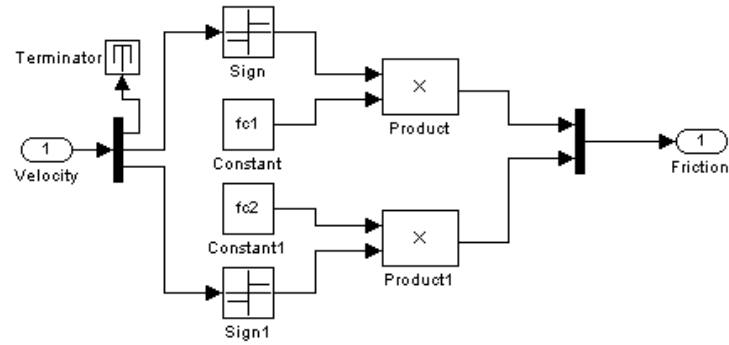 Terminator
Sign
×
fc1
Product
1
1
Velocity
Constant
Friction
fc2
Constant1
×
Product1
Sign1